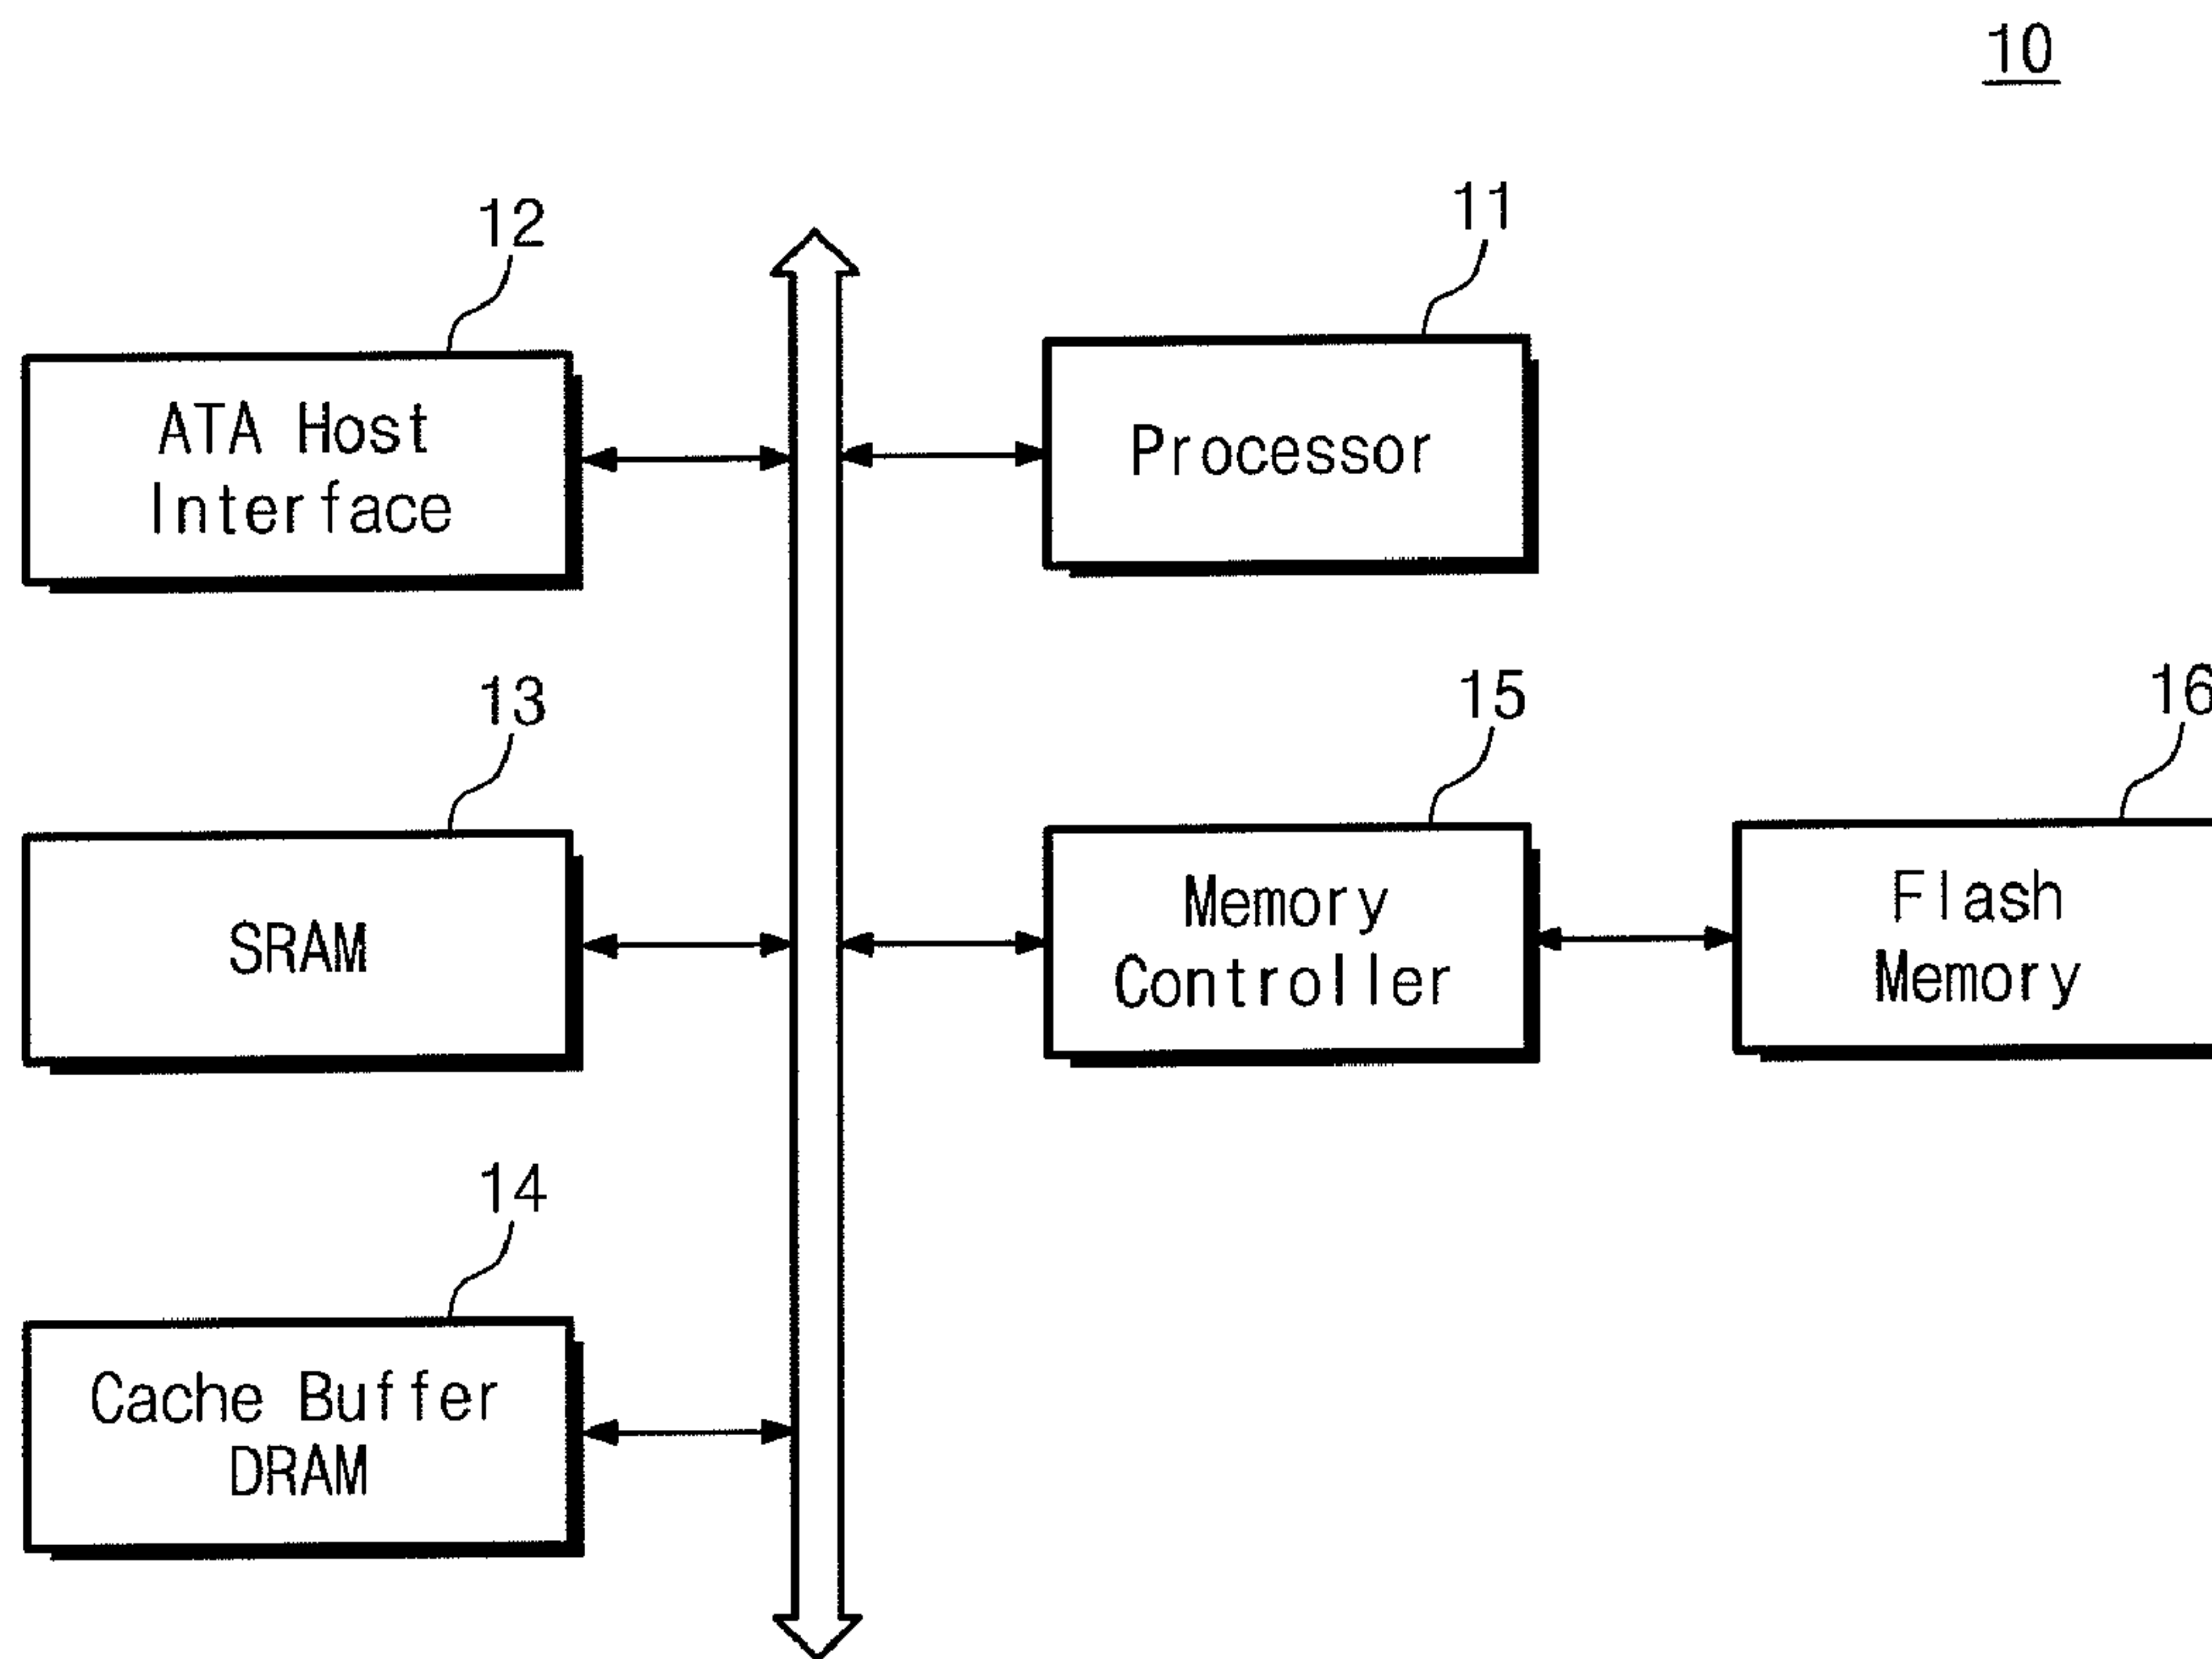 10
12
11
ATA Host
Interface
Processor
13
15
16
SRAM
Memory
Controller
Flash
Memory
14
Cache Buffer
DRAM